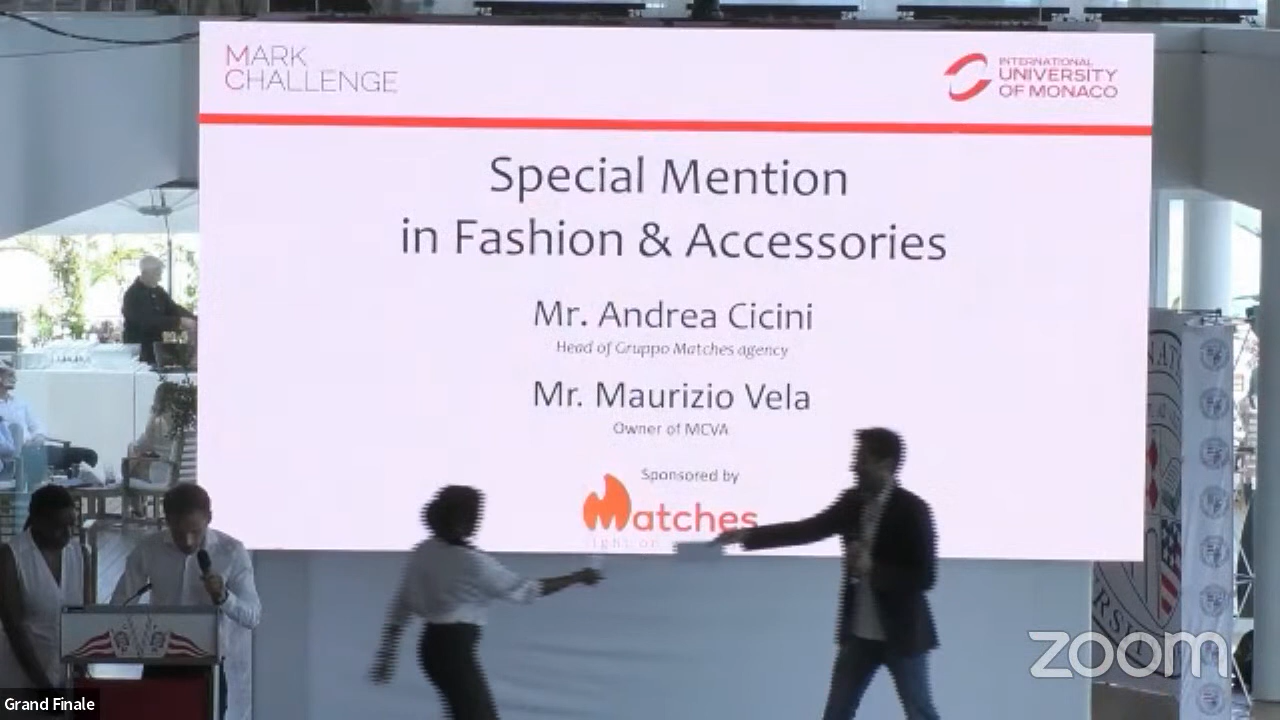 MARK
CHALLENGE
INTERNATIONAL
UNIVERSITY
OF MONACO
Special Mention
in Fashion & Accessories
Mr. Andrea Cicini
Head of Gruppo Matches agency
Mr. Maurizio Vela
Owner of MCVA
Sponsored by
Matches
zoom
Grand Finale